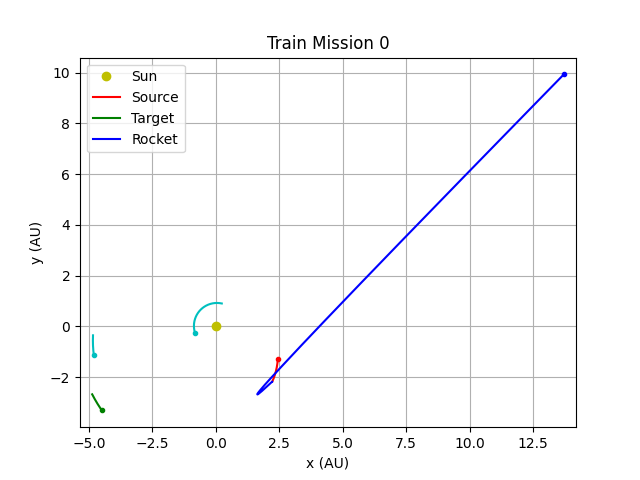 Train Mission 0
Sun
Source
Target
Rocket
y (AU)
10
8
6
4
2
0
−2
−5.0 −2.5 0.0 2.5 5.0 7.5 10.0 12.5
x (AU)